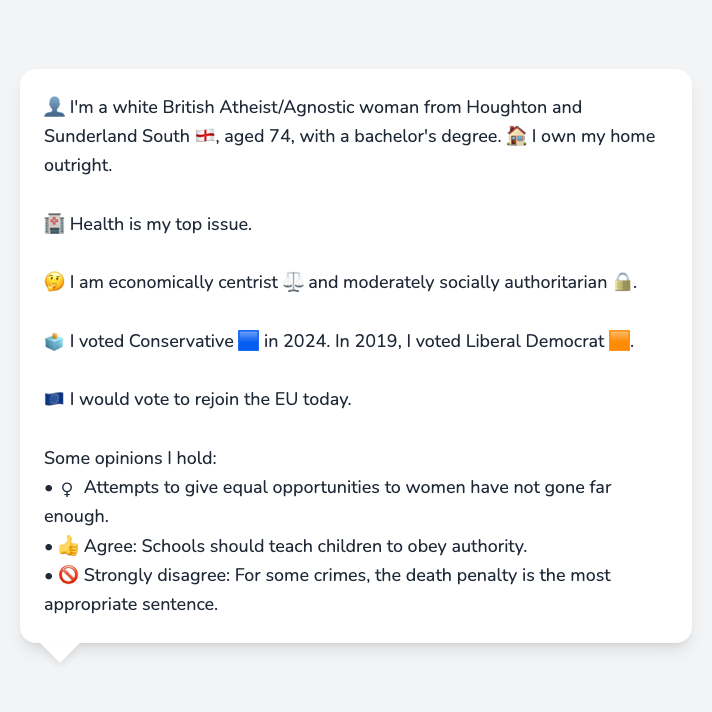 👤 I'm a white British Atheist/Agnostic woman from Houghton and
Sunderland South 🏴󠁧󠁢󠁥󠁮󠁧󠁿, aged 74, with a bachelor's degree. 🏠 I own my home
outright.
🏥 Health is my top issue.
🤔 I am economically centrist ⚖️ and moderately socially authoritarian 🔒.
🗳️ I voted Conservative 🟦 in 2024. In 2019, I voted Liberal Democrat 🟧.
🇪🇺 I would vote to rejoin the EU today.
Some opinions I hold:
• ♀️ Attempts to give equal opportunities to women have not gone far
enough.
• 👍 Agree: Schools should teach children to obey authority.
• 🚫 Strongly disagree: For some crimes, the death penalty is the most
appropriate sentence.